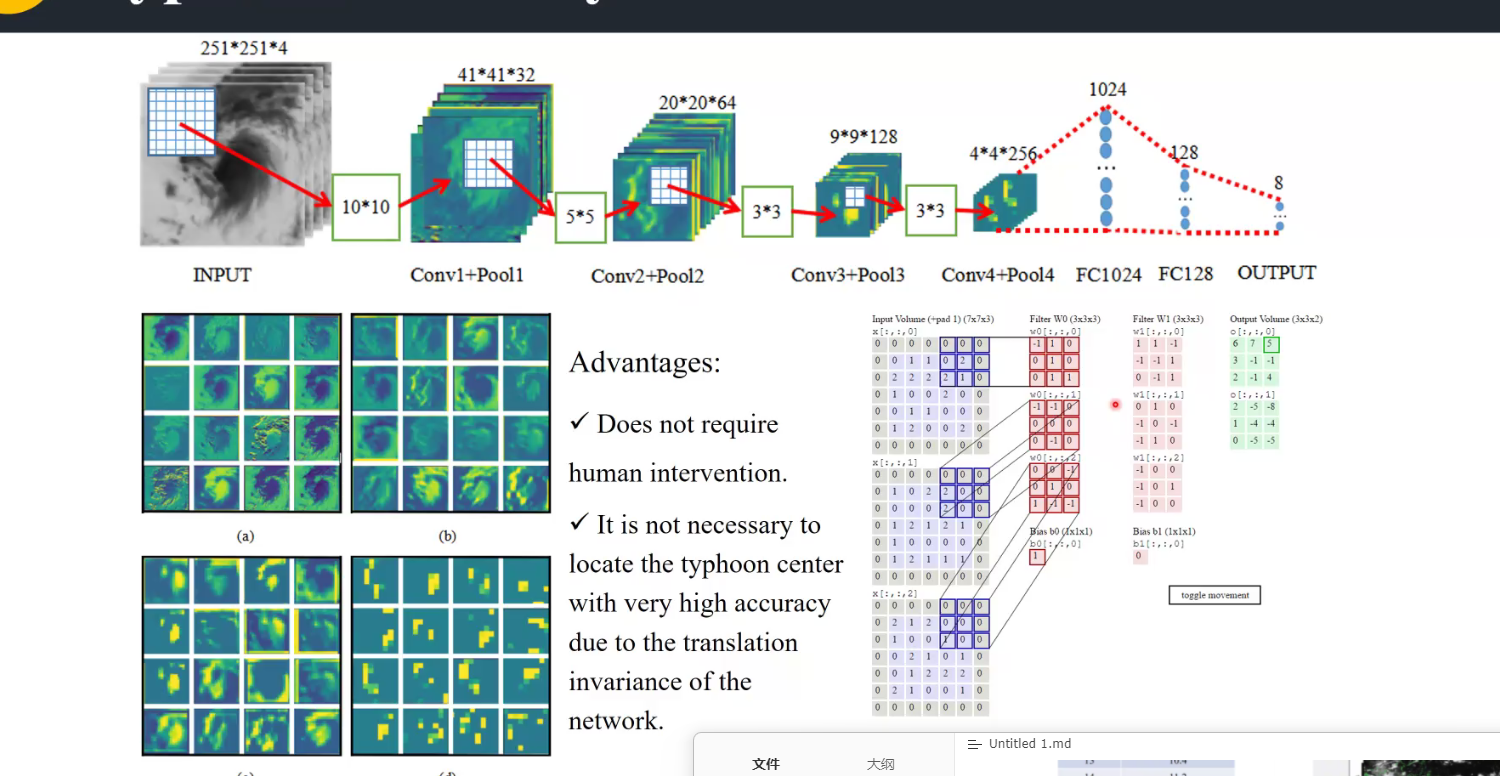 251*251*4
41*41*32
20*20*64
9*9*128
4*4*256
1024
128
8
10*10
5*5
3*3
3*3
...
...
...
INPUT
Conv1+Pool1
Conv2+Pool2
Conv3+Pool3
Conv4+Pool4
FC1024
FC128
OUTPUT
(a)
(b)
Advantages:
✓ Does not require
human intervention.
✓ It is not necessary to
locate the typhoon center
with very high accuracy
due to the translation
invariance of the
network.
Input Volume (+pad 1) (7x7x3)
x[:,:,0]
0 0 0 0 0 0 0
0 0 1 1 0 2 0
0 2 2 2 2 1 0
0 1 0 0 2 0 0
0 0 1 1 0 0 0
0 1 2 0 0 2 0
0 0 0 0 0 0 0
x[:,:,1]
0 0 0 0 0 0 0
0 1 0 2 2 0 0
0 0 0 0 2 0 0
0 1 2 1 2 1 0
0 1 0 0 0 0 0
0 1 2 1 1 1 0
0 0 0 0 0 0 0
x[:,:,2]
0 0 0 0 0 0 0
0 2 1 2 0 0 0
0 1 0 0 1 0 0
0 0 2 1 0 1 0
0 0 1 2 2 2 0
0 2 1 0 0 1 0
0 0 0 0 0 0 0
Filter W0 (3x3x3)
w0[:,:,0]
-1 1 0
0 1 0
0 1 1
w0[:,:,1]
-1 -1 0
0 0 0
0 -1 0
w0[:,:,2]
0 0 -1
0 1 0
1 -1 -1
Bias b0 (1x1x1)
b0[:,:,0]
1
Filter W1 (3x3x3)
w1[:,:,0]
1 1 -1
-1 -1 1
0 -1 1
w1[:,:,1]
0 1 0
-1 0 -1
-1 1 0
w1[:,:,2]
-1 0 0
-1 0 1
-1 0 0
Bias b1 (1x1x1)
b1[:,:,0]
0
Output Volume (3x3x2)
o[:,:,0]
6 7 5
3 -1 -1
2 -1 4
o[:,:,1]
2 -5 -8
1 -4 -4
0 -5 -5
toggle movement
Untitled 1.md
文件
大纲